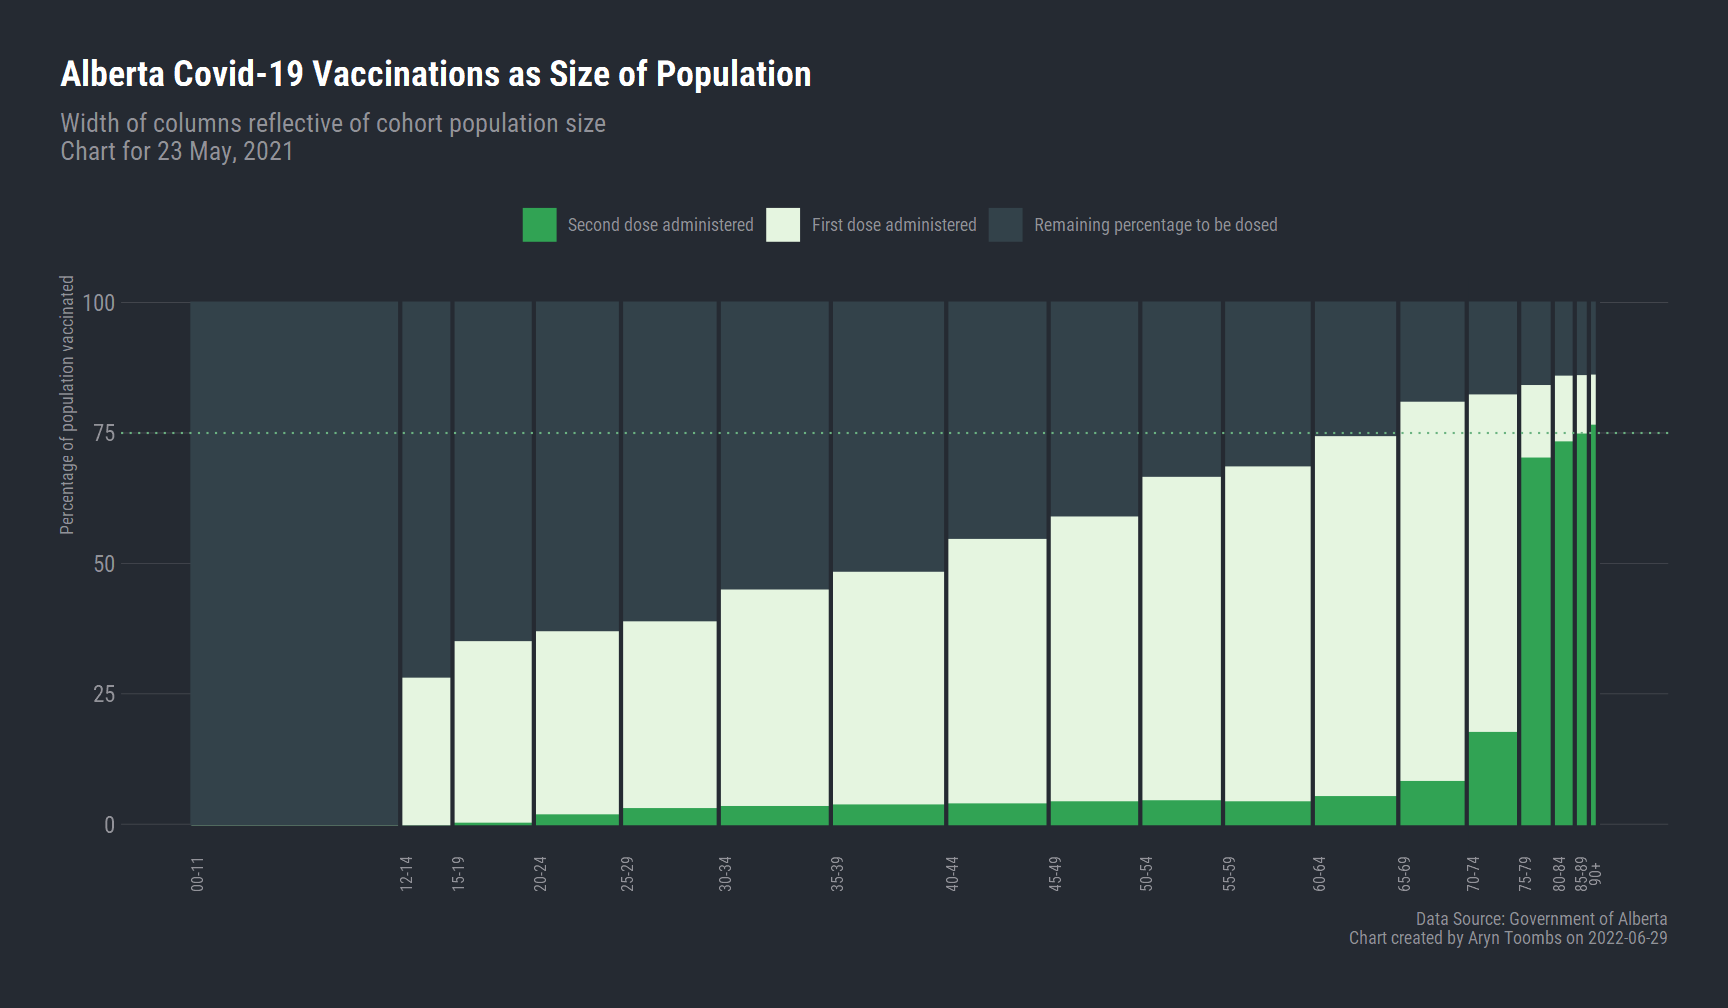 Alberta Covid-19 Vaccinations as Size of Population
Width of columns reflective of cohort population size
Chart for 23 May, 2021
Second dose administered
First dose administered
Remaining percentage to be dosed
Percentage of population vaccinated
100
75
50
25
0
00-11
12-14
15-19
20-24
25-29
30-34
35-39
40-44
45-49
50-54
55-59
60-64
65-69
70-74
75-79
80-84
85-89
90+
Data Source: Government of Alberta
Chart created by Aryn Toombs on 2022-06-29